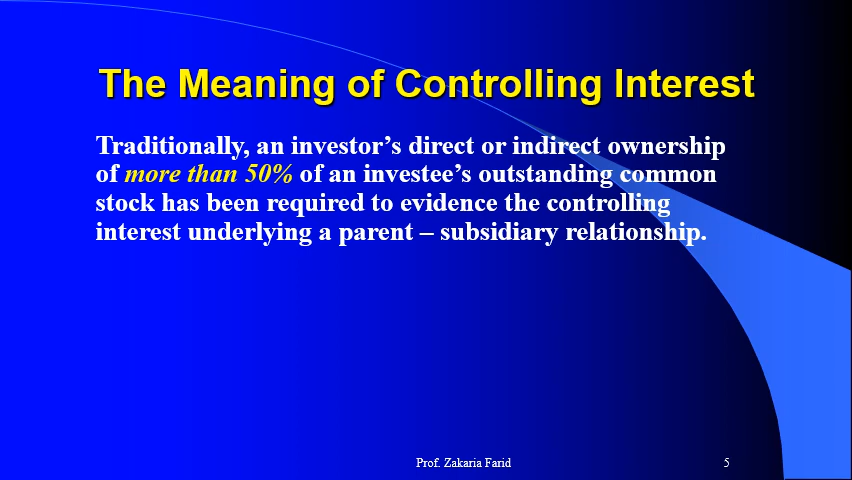 The Meaning of Controlling Interest
Traditionally, an investor’s direct or indirect ownership
of more than 50% of an investee’s outstanding common
stock has been required to evidence the controlling
interest underlying a parent – subsidiary relationship.
Prof. Zakaria Farid
5